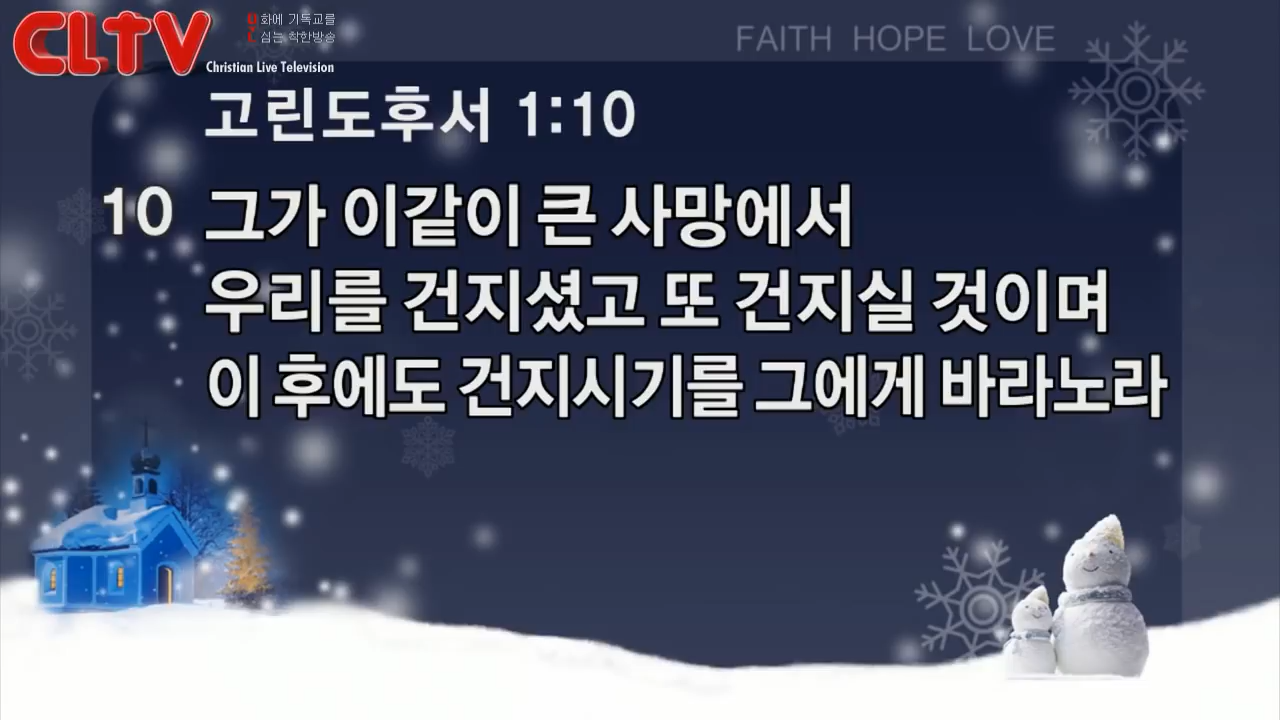 CLTV
문화에 기독교를
심는 착한방송
Christian Live Television
FAITH HOPE LOVE
고린도후서 1:10
10 그가 이같이 큰 사망에서
우리를 건지셨고 또 건지실 것이며
이 후에도 건지시기를 그에게 바라노라